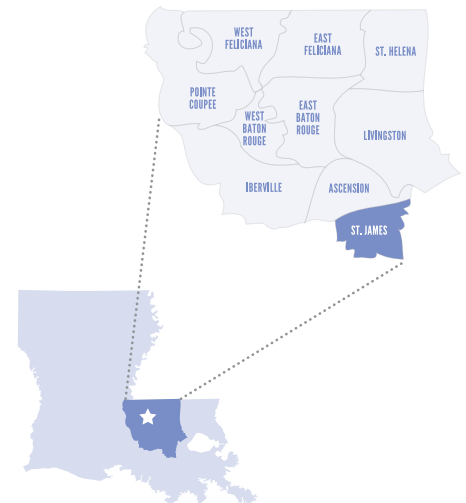 WEST
FELICIANA
EAST
FELICIANA
ST. HELENA
POINTE
COUPEE
WEST
BATON
ROUGE
EAST
BATON
ROUGE
LIVINGSTON
IBERVILLE
ASCENSION
ST. JAMES